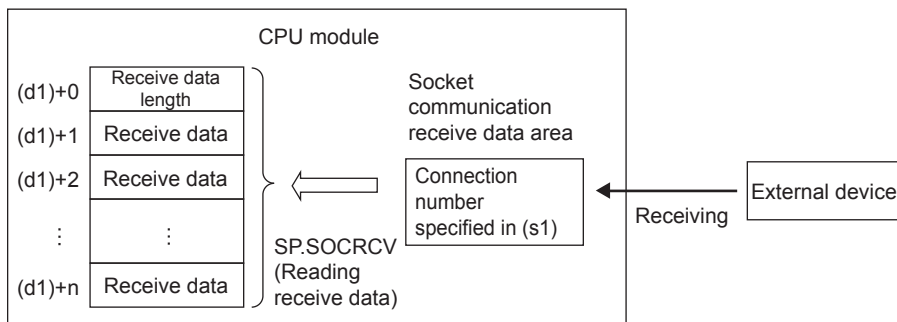 CPU module
(d1)+0
Receive data
length
(d1)+1
Receive data
(d1)+2
Receive data
⋮
⋮
(d1)+n
Receive data
SP.SOCRCV
(Reading
receive data)
Socket
communication
receive data area
Connection
number
specified in (s1)
Receiving
External device